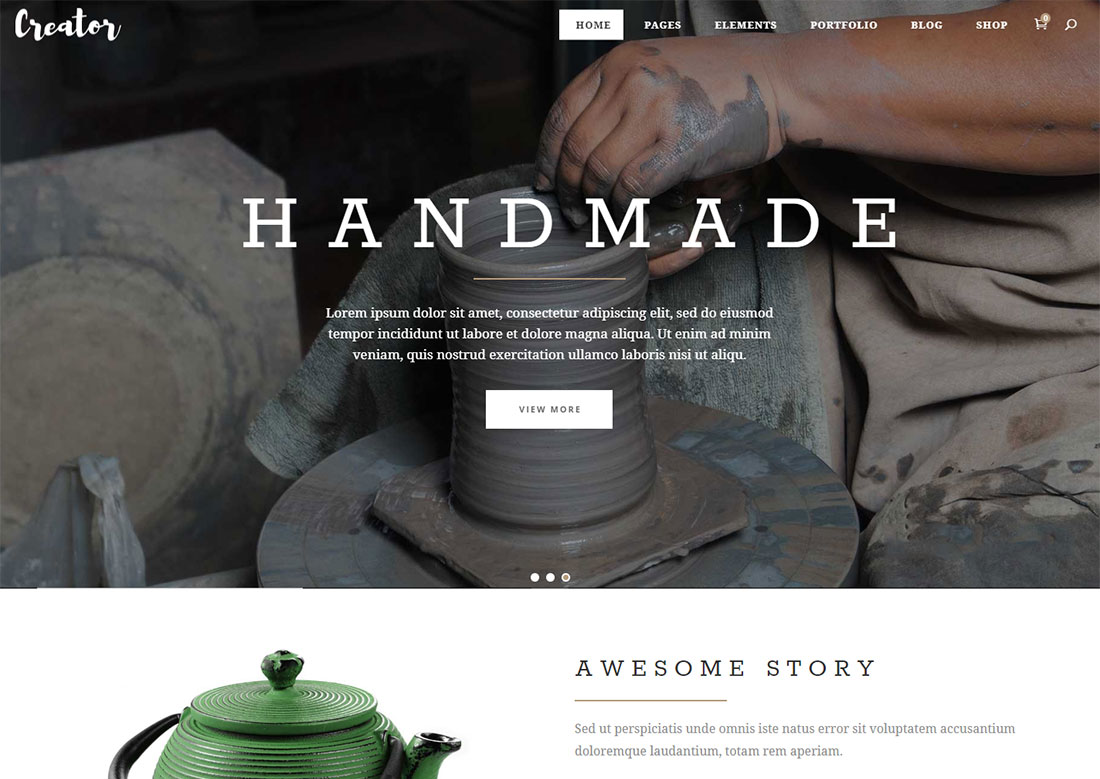 Creator
HOME PAGES ELEMENTS PORTFOLIO BLOG SHOP 0
HANDMADE
Lorem ipsum dolor sit amet, consectetur adipiscing elit, sed do eiusmod
tempor incididunt ut labore et dolore magna aliqua. Ut enim ad minim
veniam, quis nostrud exercitation ullamco laboris nisi ut aliqu.
VIEW MORE
AWESOME STORY
Sed ut perspiciatis unde omnis iste natus error sit voluptatem accusantium
doloremque laudantium, totam rem aperiam.